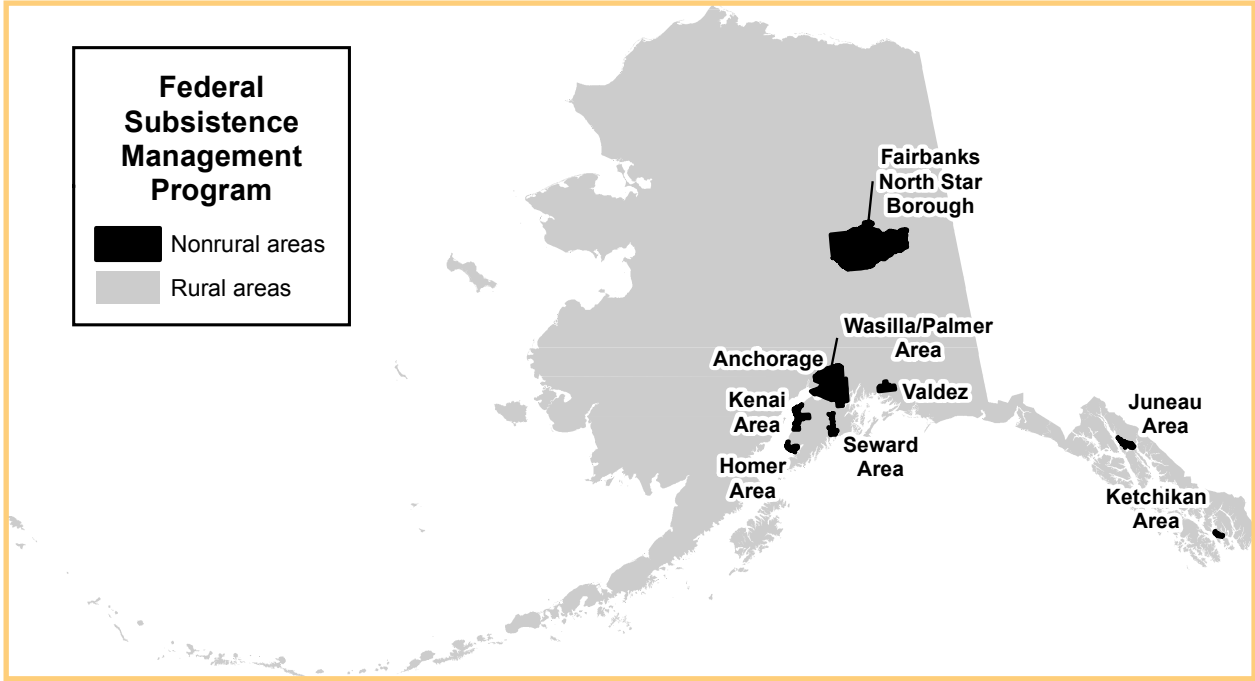 Federal
Subsistence
Management
Program
Nonrural areas
Rural areas
Fairbanks
North Star
Borough
Wasilla/Palmer
Area
Anchorage
Kenai
Area
Valdez
Homer
Area
Seward
Area
Juneau
Area
Ketchikan
Area